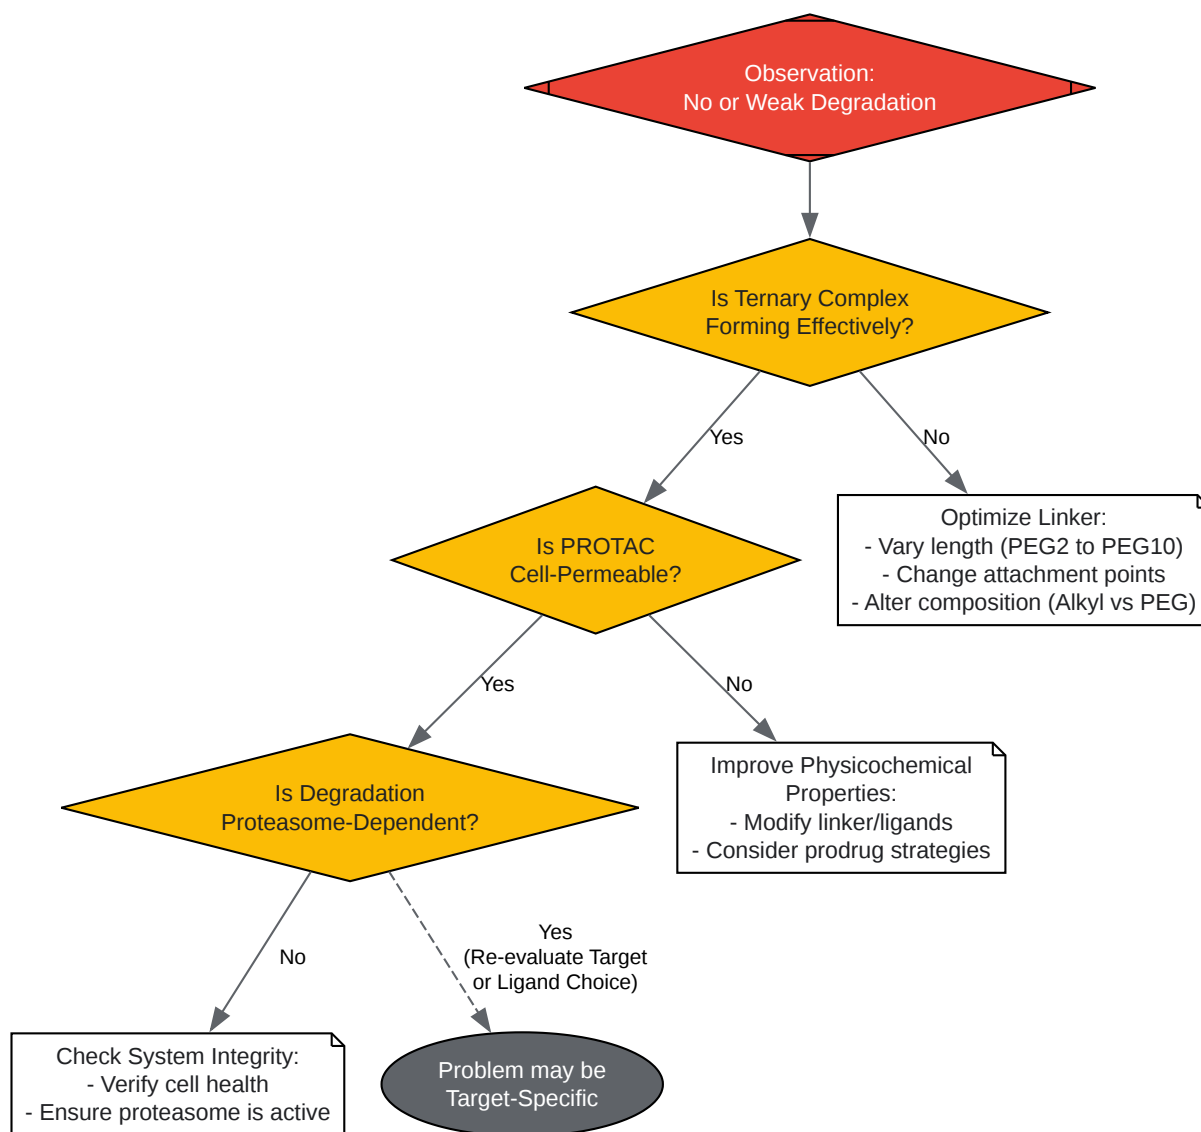 Observation:
No or Weak Degradation
Is Ternary Complex
Forming Effectively?
Yes
No
Is PROTAC
Cell-Permeable?
Optimize Linker:
- Vary length (PEG2 to PEG10)
- Change attachment points
- Alter composition (Alkyl vs PEG)
Yes
No
Is Degradation
Proteasome-Dependent?
Improve Physicochemical
Properties:
- Modify linker/ligands
- Consider prodrug strategies
No
Yes
(Re-evaluate Target
or Ligand Choice)
Check System Integrity:
- Verify cell health
- Ensure proteasome is active
Problem may be
Target-Specific